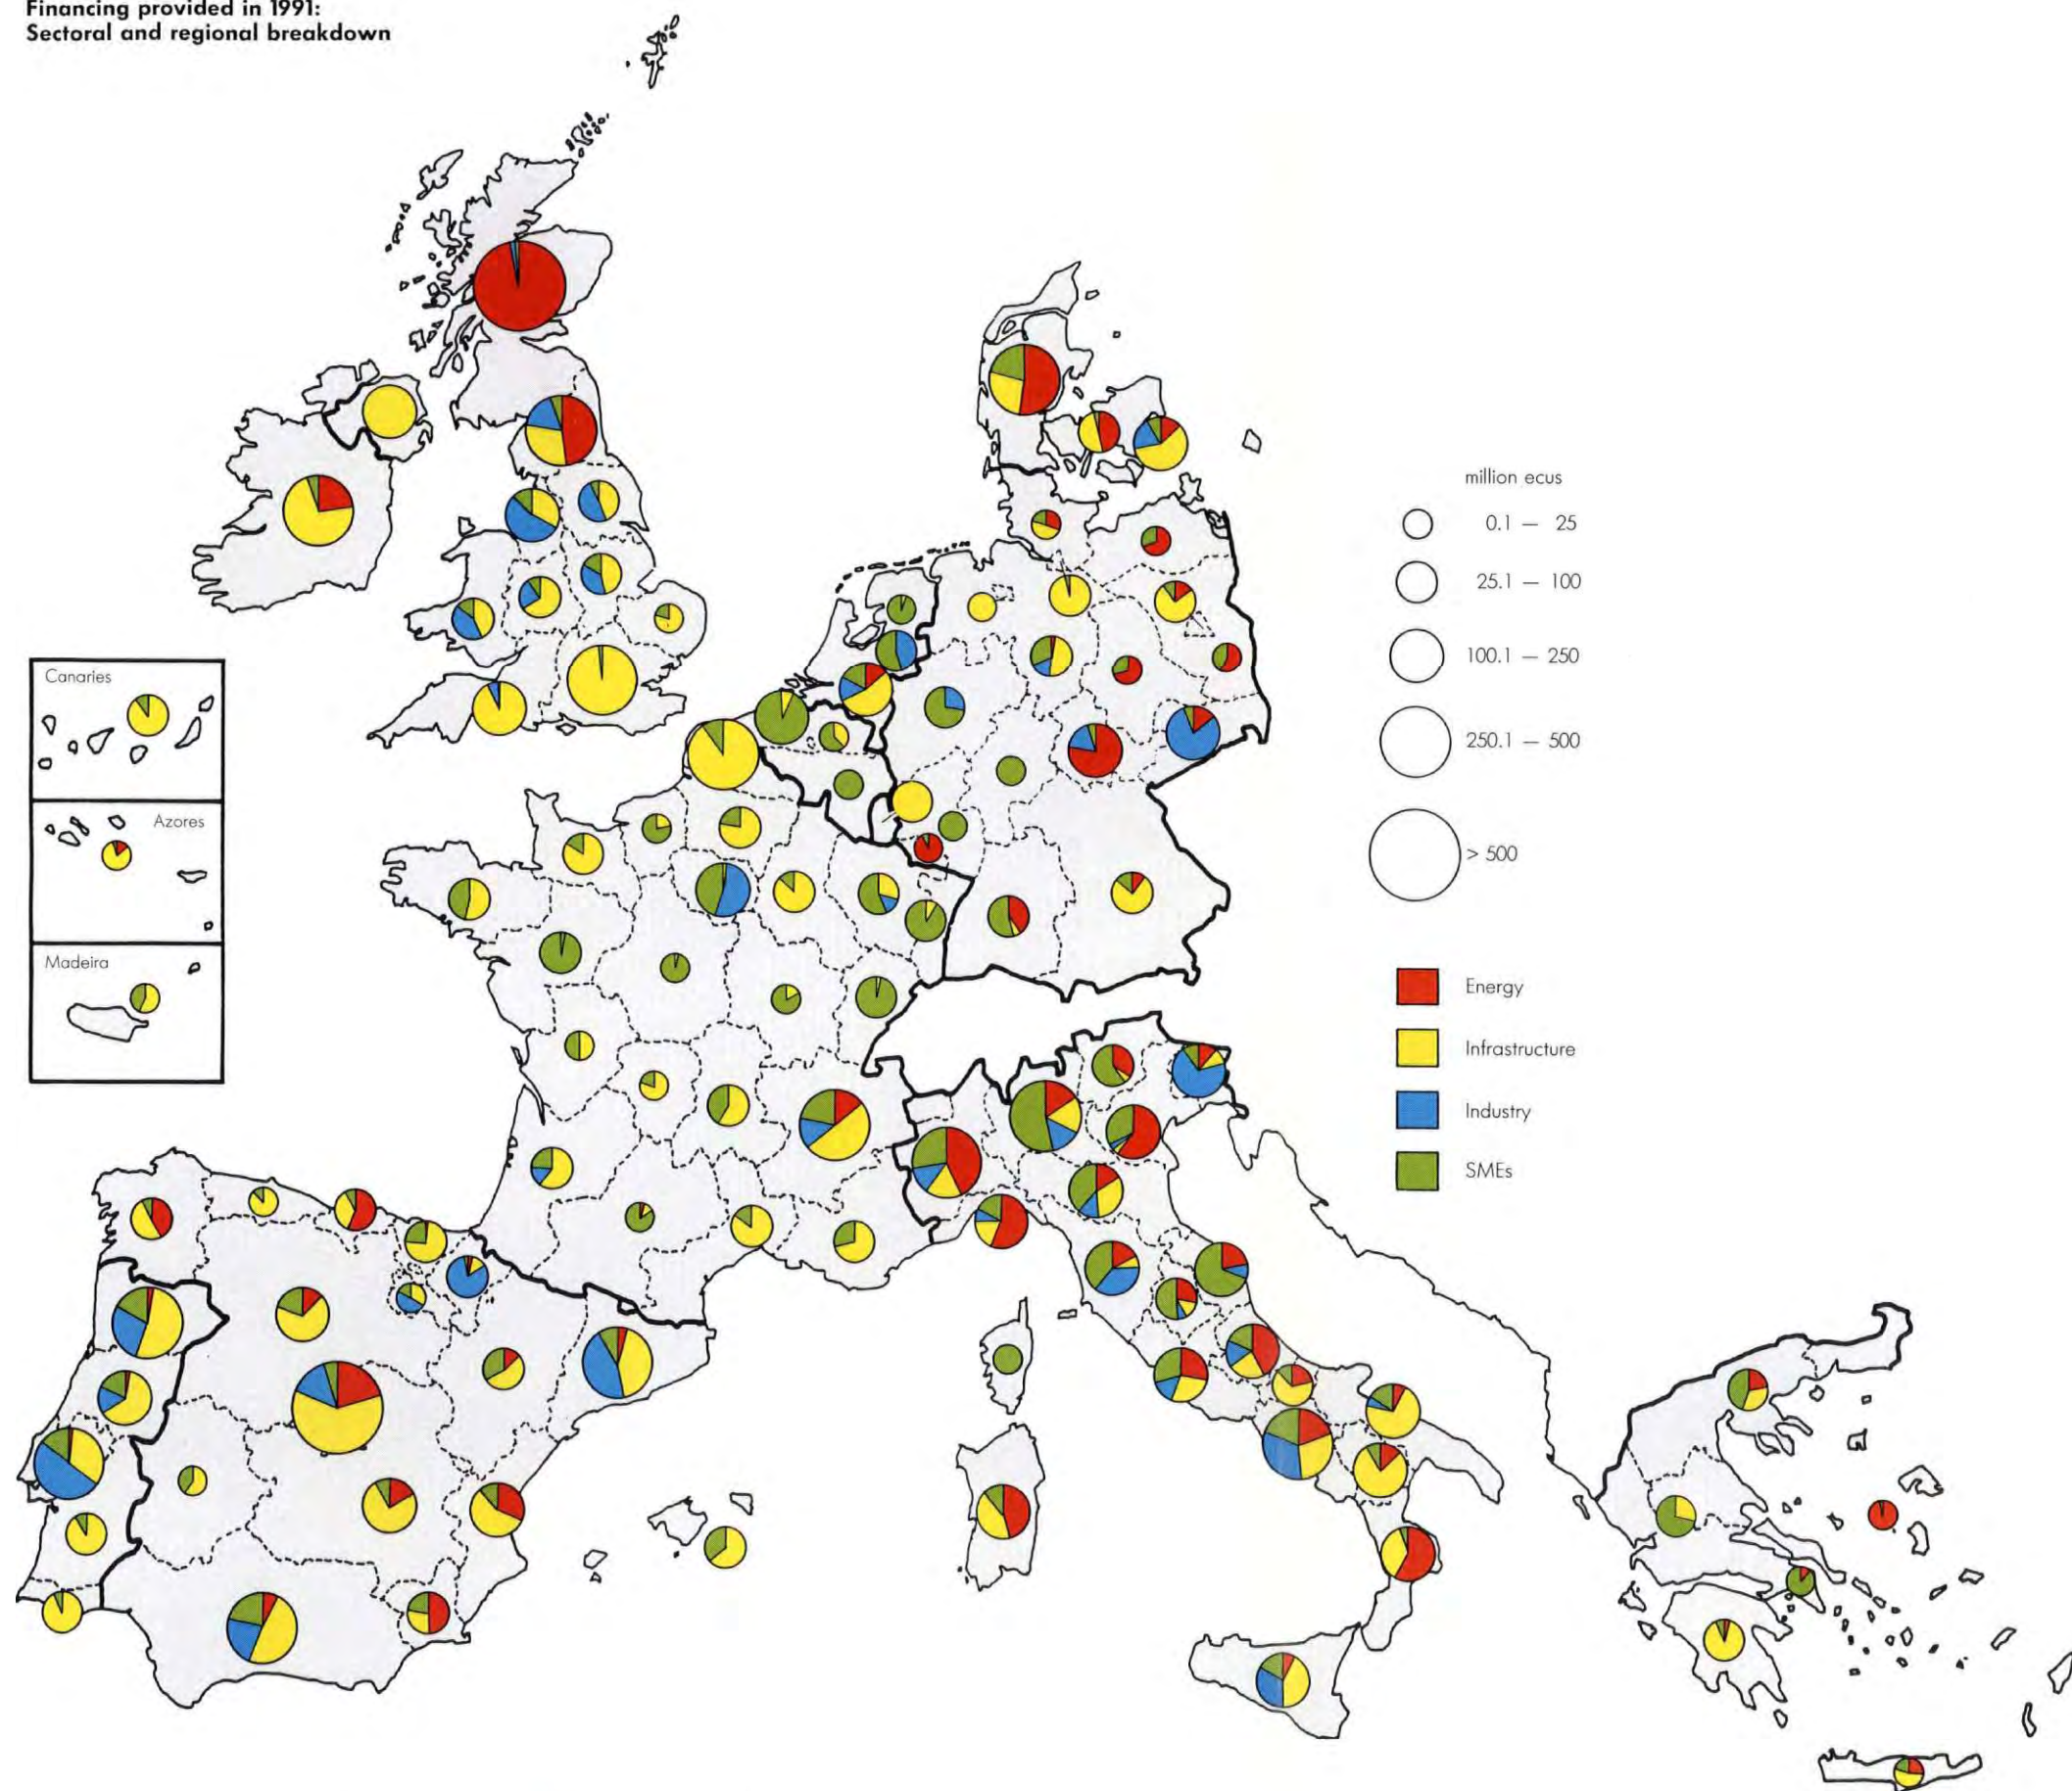 Financing provided in 1991:
Sectoral and regional breakdown
million ecus
0.1 — 25
25.1 — 100
100.1 — 250
250.1 — 500
> 500
Energy
Infrastructure
Industry
SMEs
Canaries
Azores
Madeira